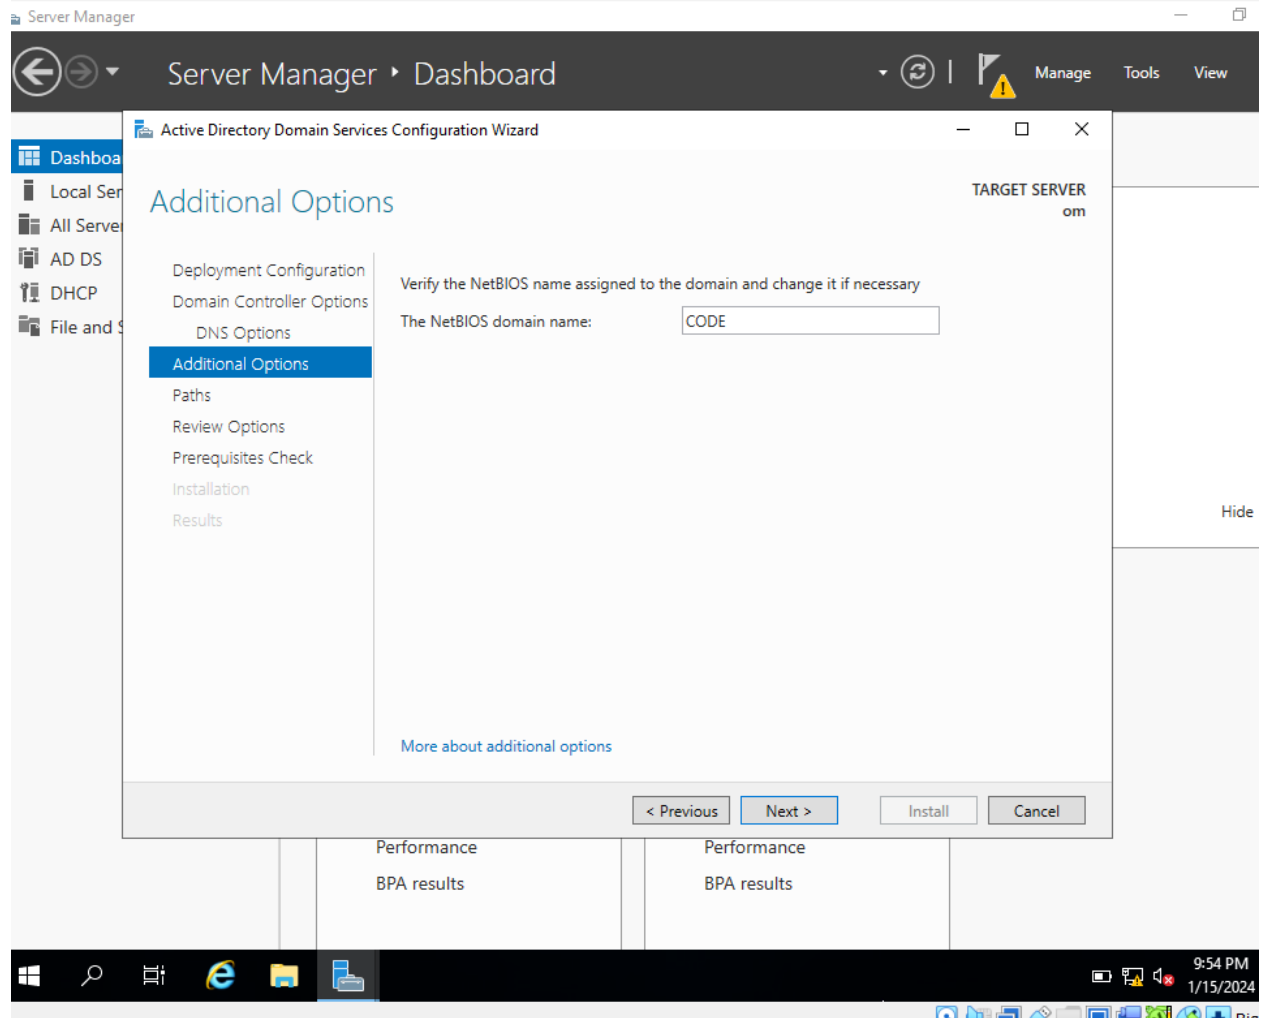 Server Manager
Server Manager ‣ Dashboard
Manage Tools View
Active Directory Domain Services Configuration Wizard
Dashboa
Local Ser
All Server
AD DS
DHCP
File and S
Additional Options
TARGET SERVER
om
Deployment Configuration
Domain Controller Options
DNS Options
Additional Options
Paths
Review Options
Prerequisites Check
Installation
Results
Verify the NetBIOS name assigned to the domain and change it if necessary
The NetBIOS domain name: CODE
More about additional options
Hide
< Previous Next > Install Cancel
Performance Performance
BPA results BPA results
9:54 PM
1/15/2024